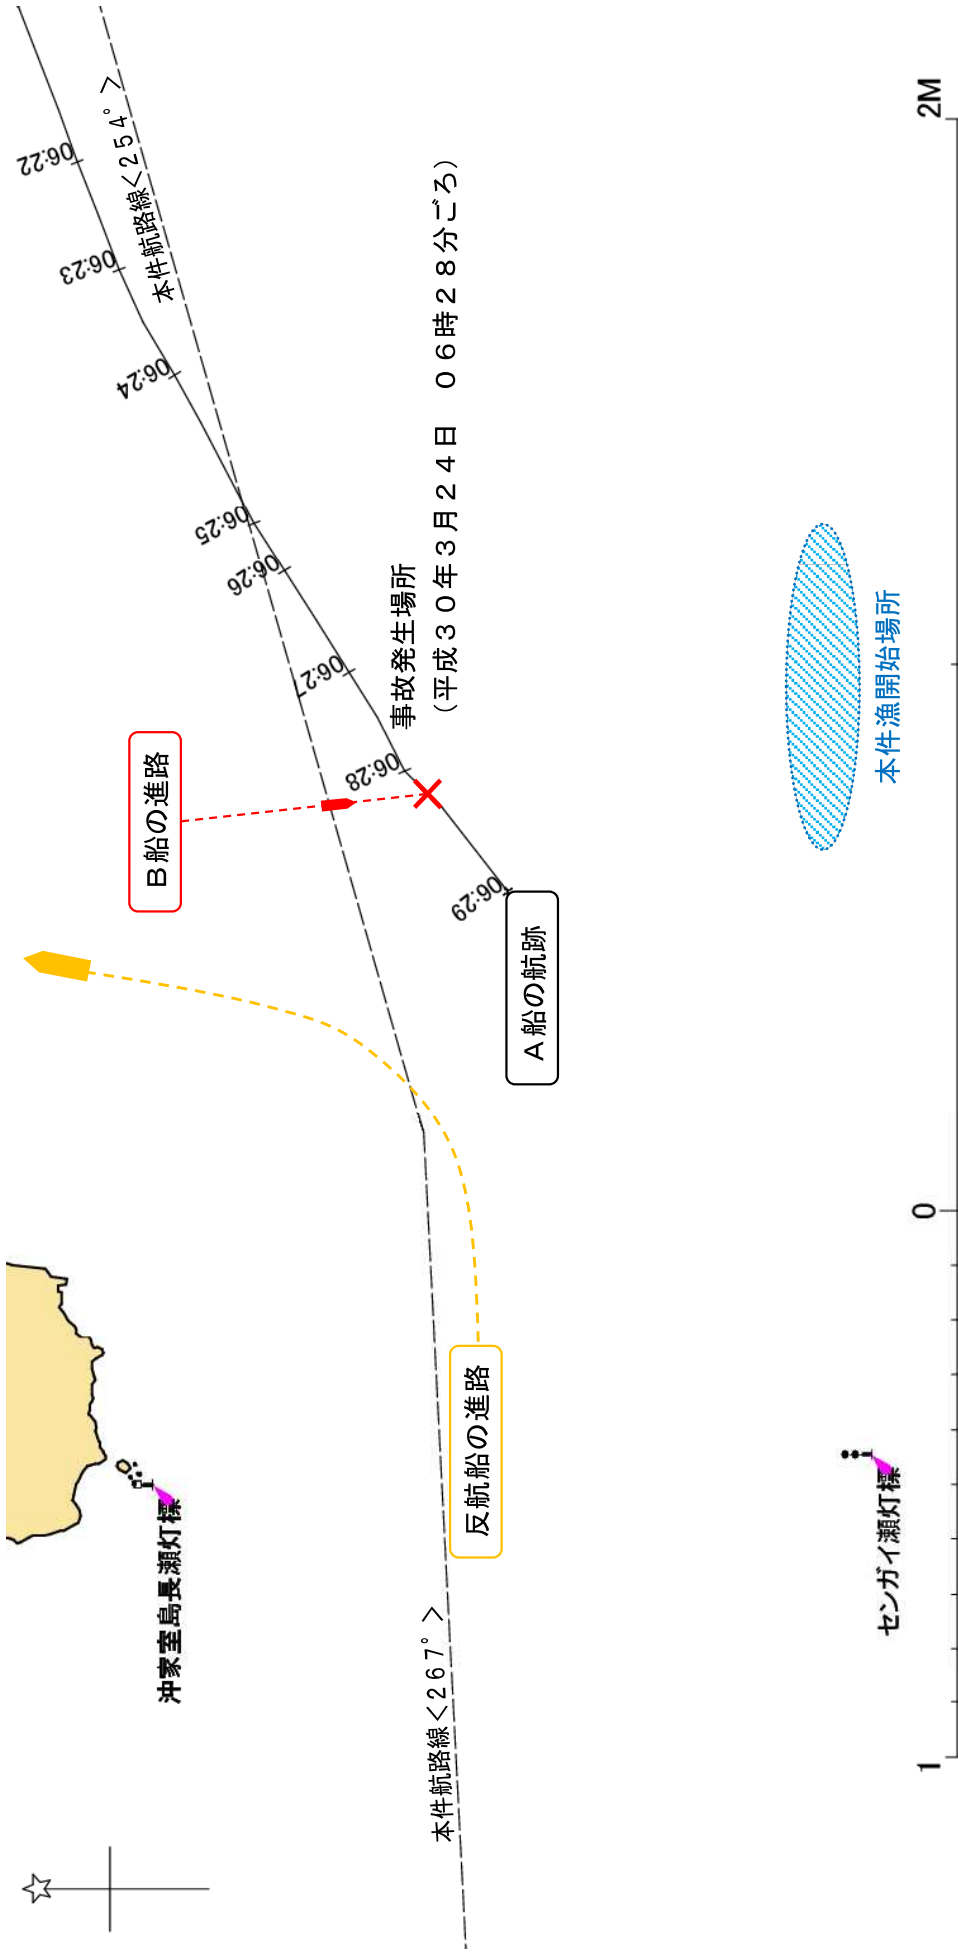 06:22
06:23
06:24
06:25
06:26
06:27
06:28
06:29
本件航路線<254°>
事故発生場所
(平成30年3月24日 06時28分ごろ)
B船の進路
A船の航跡
反航船の進路
本件航路線<267°>
沖家室島長瀬灯標
センガイ瀬灯標
本件漁開始場所
1
0
2M